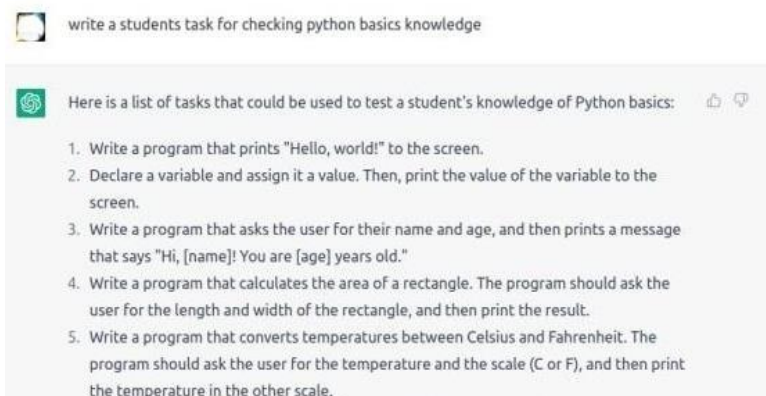 write a students task for checking python basics knowledge
Here is a list of tasks that could be used to test a student's knowledge of Python basics:
1. Write a program that prints "Hello, world!" to the screen.
2. Declare a variable and assign it a value. Then, print the value of the variable to the
screen.
3. Write a program that asks the user for their name and age, and then prints a message
that says "Hi, [name]! You are [age] years old."
4. Write a program that calculates the area of a rectangle. The program should ask the
user for the length and width of the rectangle, and then print the result.
5. Write a program that converts temperatures between Celsius and Fahrenheit. The
program should ask the user for the temperature and the scale (C or F), and then print
the temperature in the other scale.